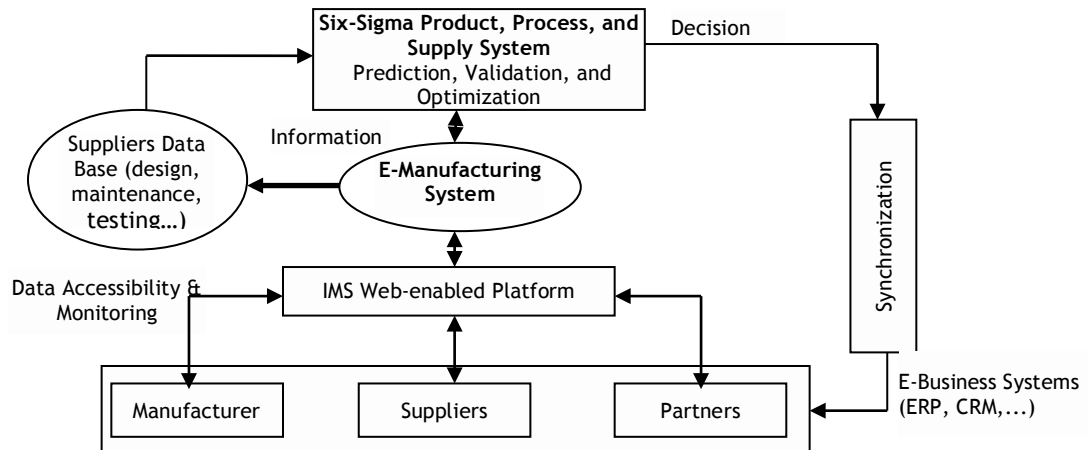 Six-Sigma Product, Process, and
Supply System
Prediction, Validation, and
Optimization
Decision
Suppliers Data
Base (design,
maintenance,
testing…)
Information
E-Manufacturing
System
Synchronization
Data Accessibility &
Monitoring
IMS Web-enabled Platform
Manufacturer
Suppliers
Partners
E-Business Systems
(ERP, CRM,...)